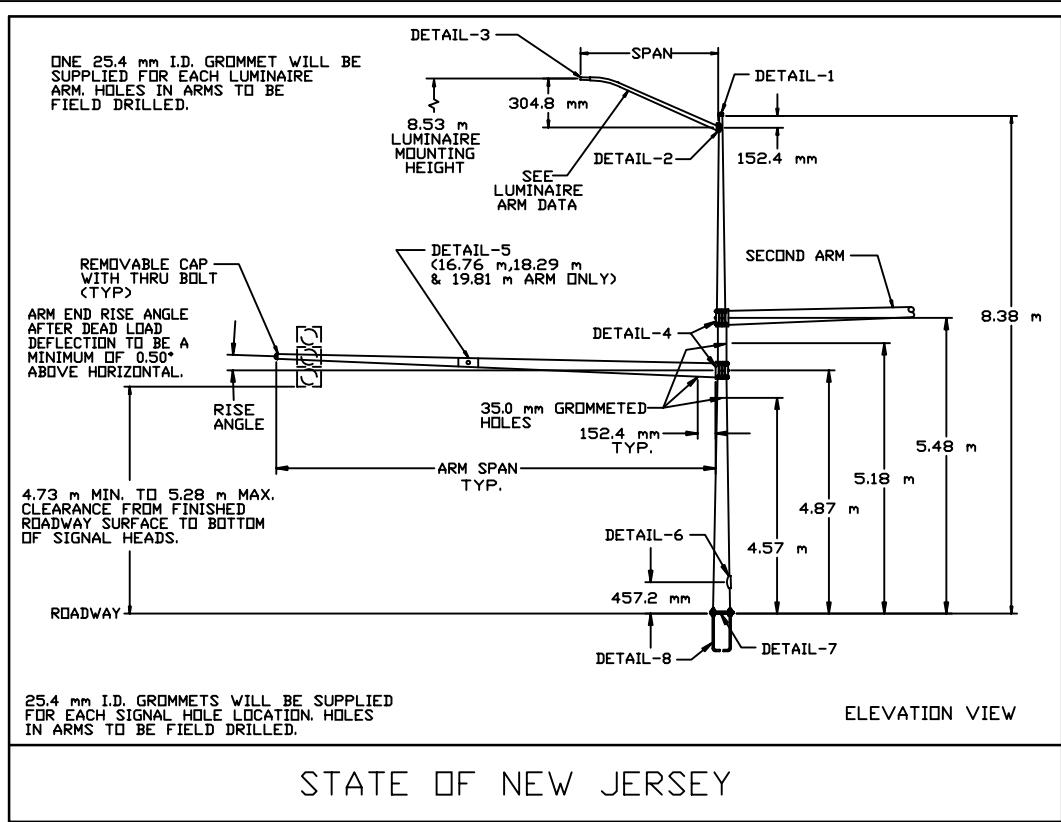 ONE 25.4 mm I.D. GROMMET WILL BE
SUPPLIED FOR EACH LUMINAIRE
ARM. HOLES IN ARMS TO BE
FIELD DRILLED.
DETAIL-3
SPAN
DETAIL-1
304.8 mm
8.53 m
LUMINAIRE
MOUNTING
HEIGHT
DETAIL-2
152.4 mm
SEE
LUMINAIRE
ARM DATA
REMOVABLE CAP
WITH THRU BOLT
(TYP)
DETAIL-5
(16.76 m,18.29 m
& 19.81 m ARM ONLY)
SECOND ARM
ARM END RISE ANGLE
AFTER DEAD LOAD
DEFLECTION TO BE A
MINIMUM OF 0.50°
ABOVE HORIZONTAL.
DETAIL-4
8.38 m
RISE
ANGLE
35.0 mm GROMMETED
HOLES
152.4 mm
TYP.
5.48 m
ARM SPAN
TYP.
5.18 m
4.73 m MIN. TO 5.28 m MAX.
CLEARANCE FROM FINISHED
ROADWAY SURFACE TO BOTTOM
OF SIGNAL HEADS.
4.87 m
4.57 m
DETAIL-6
457.2 mm
ROADWAY
DETAIL-8
DETAIL-7
25.4 mm I.D. GROMMETS WILL BE SUPPLIED
FOR EACH SIGNAL HOLE LOCATION. HOLES
IN ARMS TO BE FIELD DRILLED.
ELEVATION VIEW
STATE OF NEW JERSEY